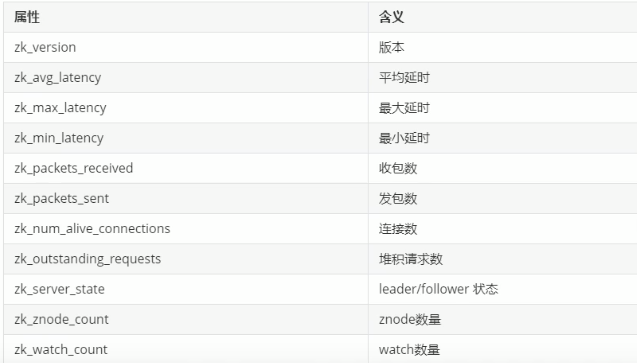 属性 含义
zk_version 版本
zk_avg_latency 平均延时
zk_max_latency 最大延时
zk_min_latency 最小延时
zk_packets_received 收包数
zk_packets_sent 发包数
zk_num_alive_connections 连接数
zk_outstanding_requests 堆积请求数
zk_server_state leader/follower 状态
zk_znode_count znode数量
zk_watch_count watch数量